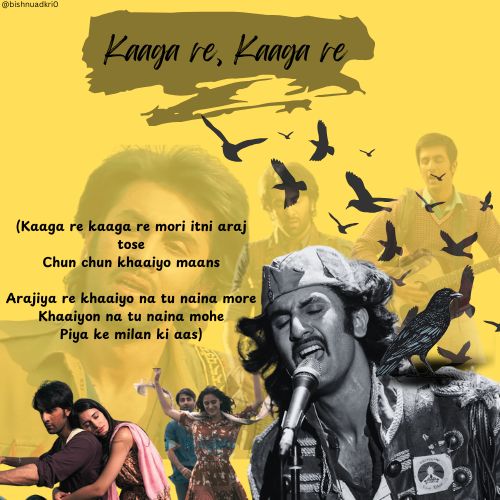 @bishnuadkri0
Kaaga re, Kaaga re
(Kaaga re kaaga re mori itni araj
tose
Chun chun khaaiyo maans
Arajiya re khaaiyo na tu naina more
Khaaiyon na tu naina mohe
Piya ke milan ki aas)